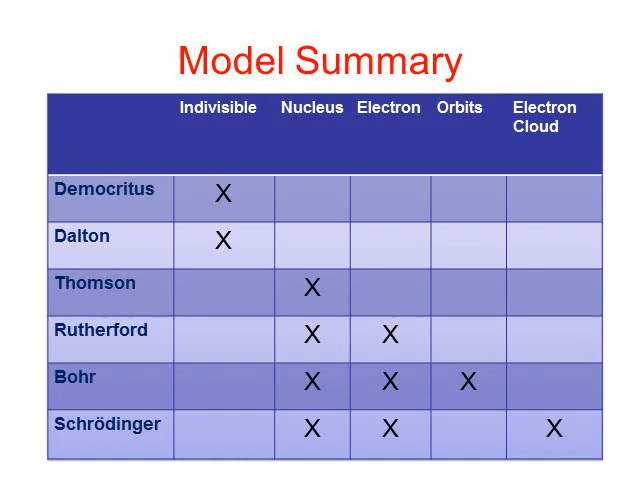 Model Summary
Indivisible Nucleus Electron Orbits Electron
Cloud
Democritus X
Dalton X
Thomson X
Rutherford X X
Bohr X X X
Schrödinger X X X